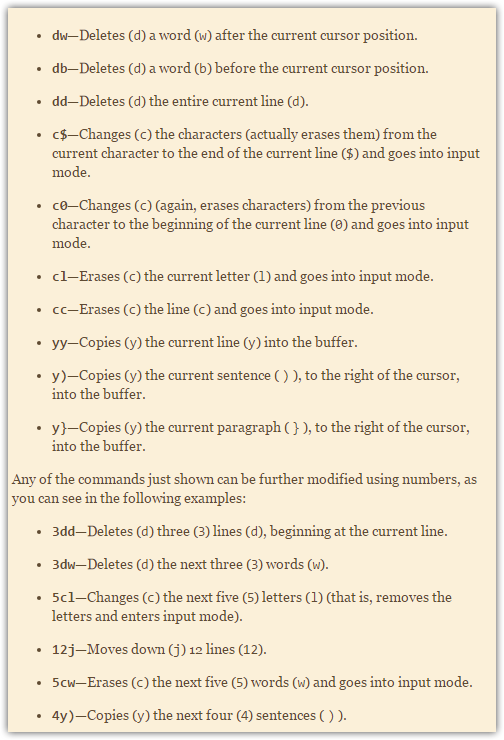 • dw—Deletes (d) a word (w) after the current cursor position.
• db—Deletes (d) a word (b) before the current cursor position.
• dd—Deletes (d) the entire current line (d).
• c$—Changes (c) the characters (actually erases them) from the
current character to the end of the current line ($) and goes into input
mode.
• c0—Changes (c) (again, erases characters) from the previous
character to the beginning of the current line (0) and goes into input
mode.
• cl—Erases (c) the current letter (l) and goes into input mode.
• cc—Erases (c) the line (c) and goes into input mode.
• yy—Copies (y) the current line (y) into the buffer.
• y)—Copies (y) the current sentence ( ) ), to the right of the cursor,
into the buffer.
• y}—Copies (y) the current paragraph ( } ), to the right of the cursor,
into the buffer.
Any of the commands just shown can be further modified using numbers, as
you can see in the following examples:
• 3dd—Deletes (d) three (3) lines (d), beginning at the current line.
• 3dw—Deletes (d) the next three (3) words (w).
• 5cl—Changes (c) the next five (5) letters (l) (that is, removes the
letters and enters input mode).
• 12j—Moves down (j) 12 lines (12).
• 5cw—Erases (c) the next five (5) words (w) and goes into input mode.
• 4y)—Copies (y) the next four (4) sentences ( ) ).